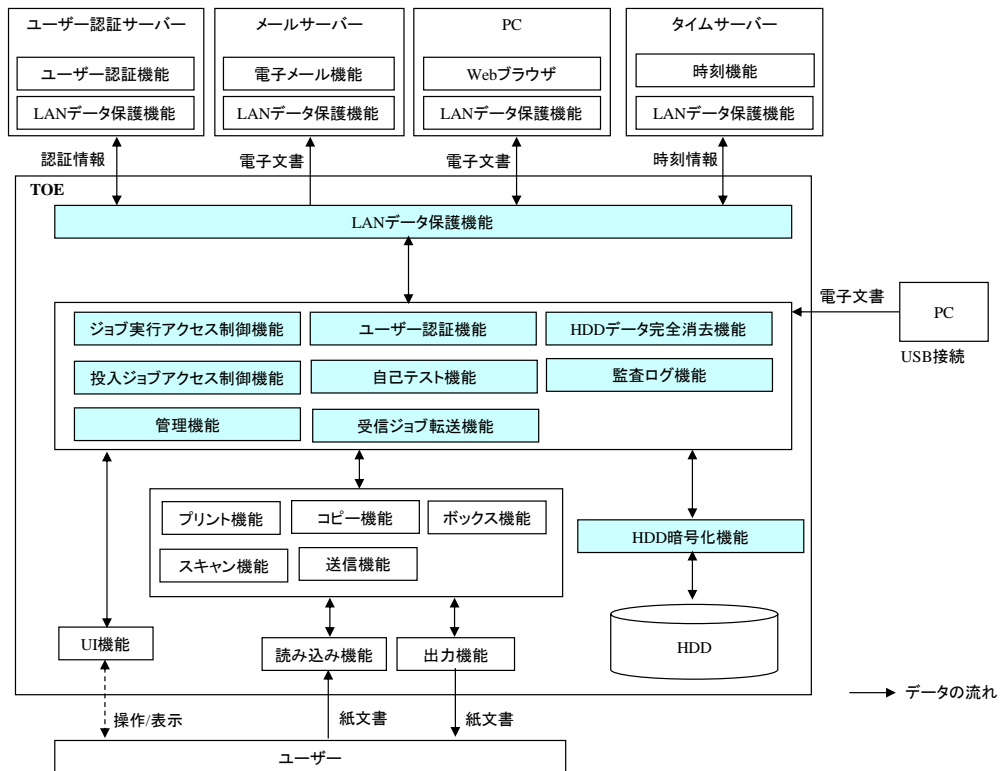 ユーザー認証サーバー
メールサーバー
PC
タイムサーバー
ユーザー認証機能
電子メール機能
Webブラウザ
時刻機能
LANデータ保護機能
LANデータ保護機能
LANデータ保護機能
LANデータ保護機能
認証情報
電子文書
電子文書
時刻情報
TOE
LANデータ保護機能
電子文書
PC
USB接続
ジョブ実行アクセス制御機能
ユーザー認証機能
HDDデータ完全消去機能
投入ジョブアクセス制御機能
自己テスト機能
監査ログ機能
管理機能
受信ジョブ転送機能
プリント機能
コピー機能
ボックス機能
スキャン機能
送信機能
HDD暗号化機能
UI機能
読み込み機能
出力機能
HDD
データの流れ
操作/表示
紙文書
紙文書
ユーザー